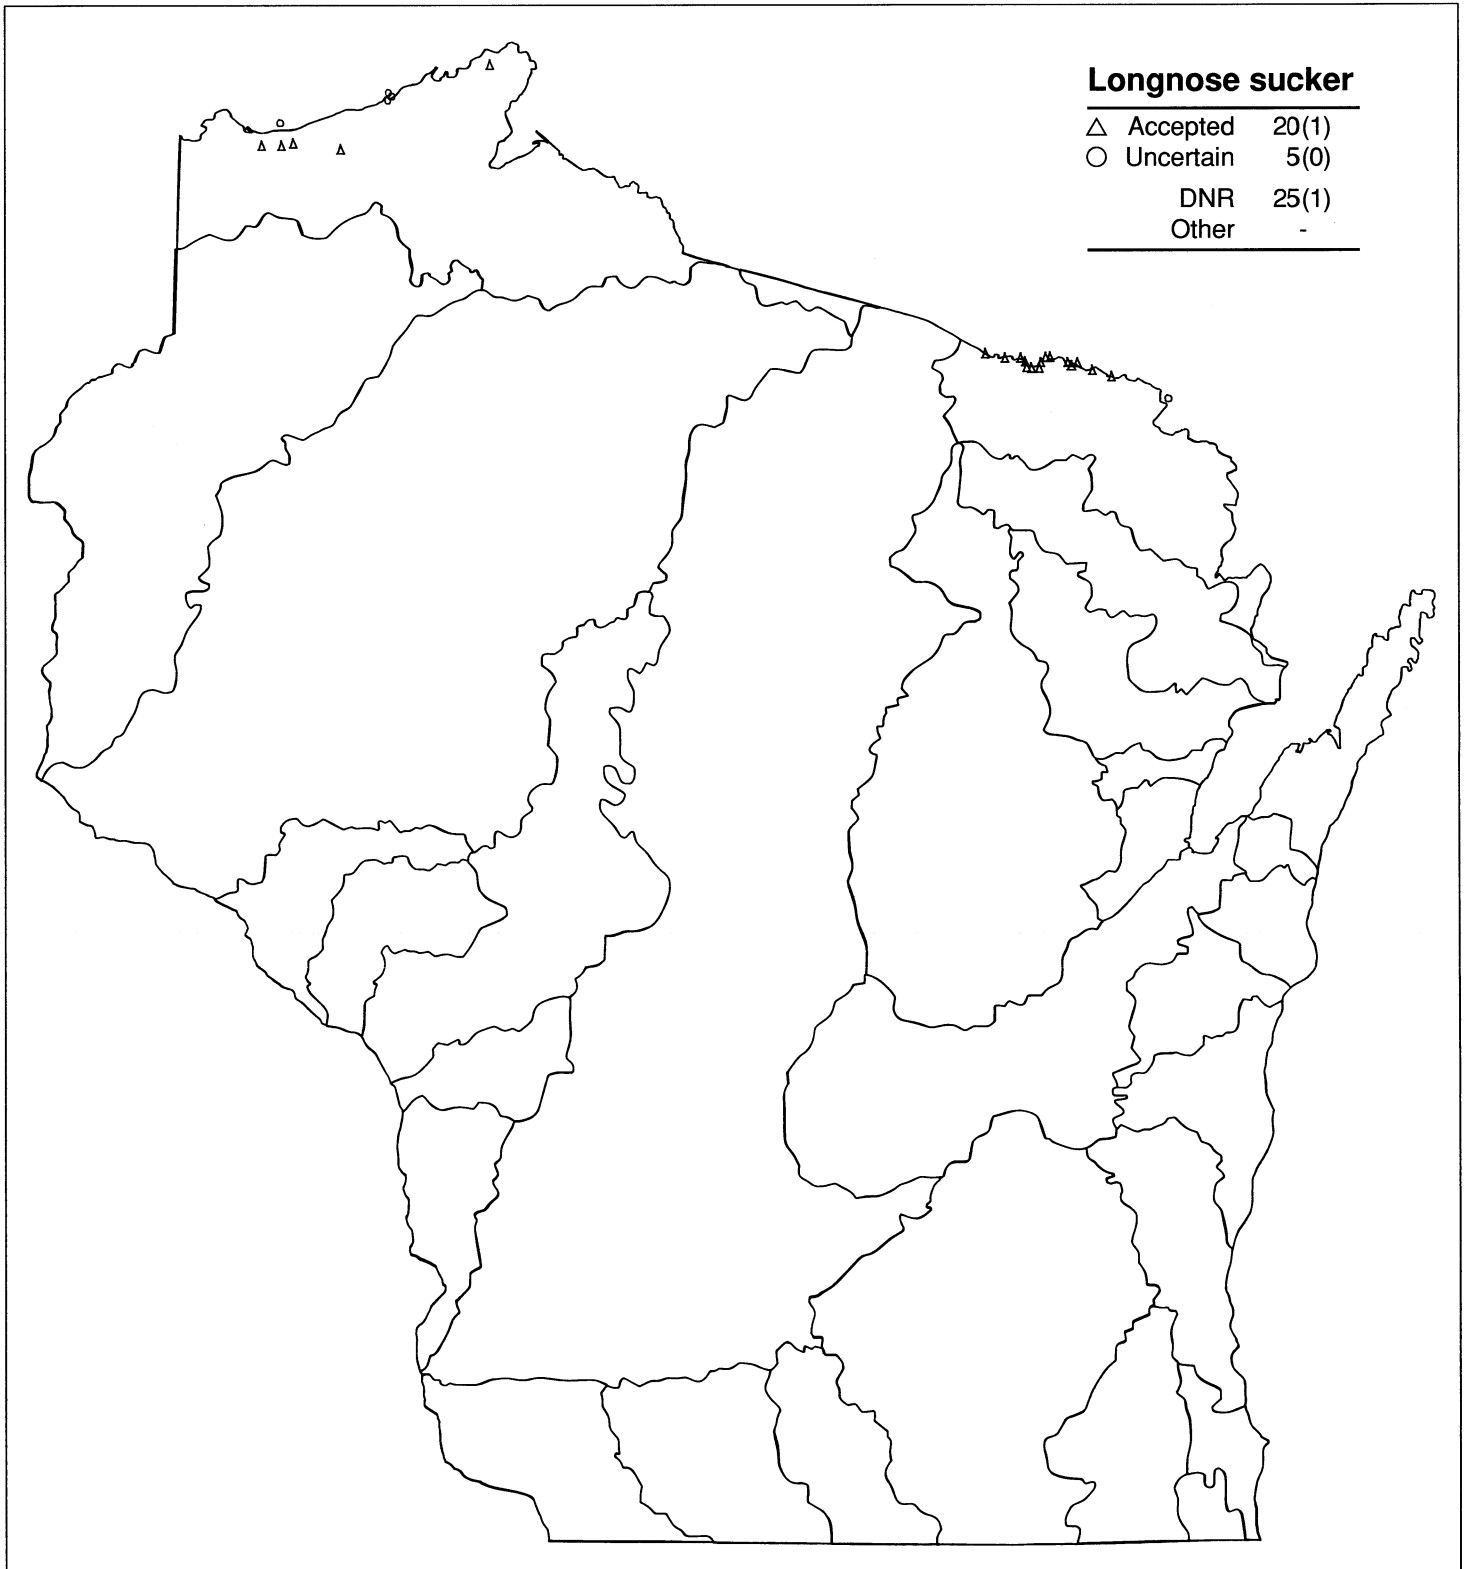 Longnose sucker
△ Accepted 20(1)
○ Uncertain 5(0)
DNR 25(1)
Other -